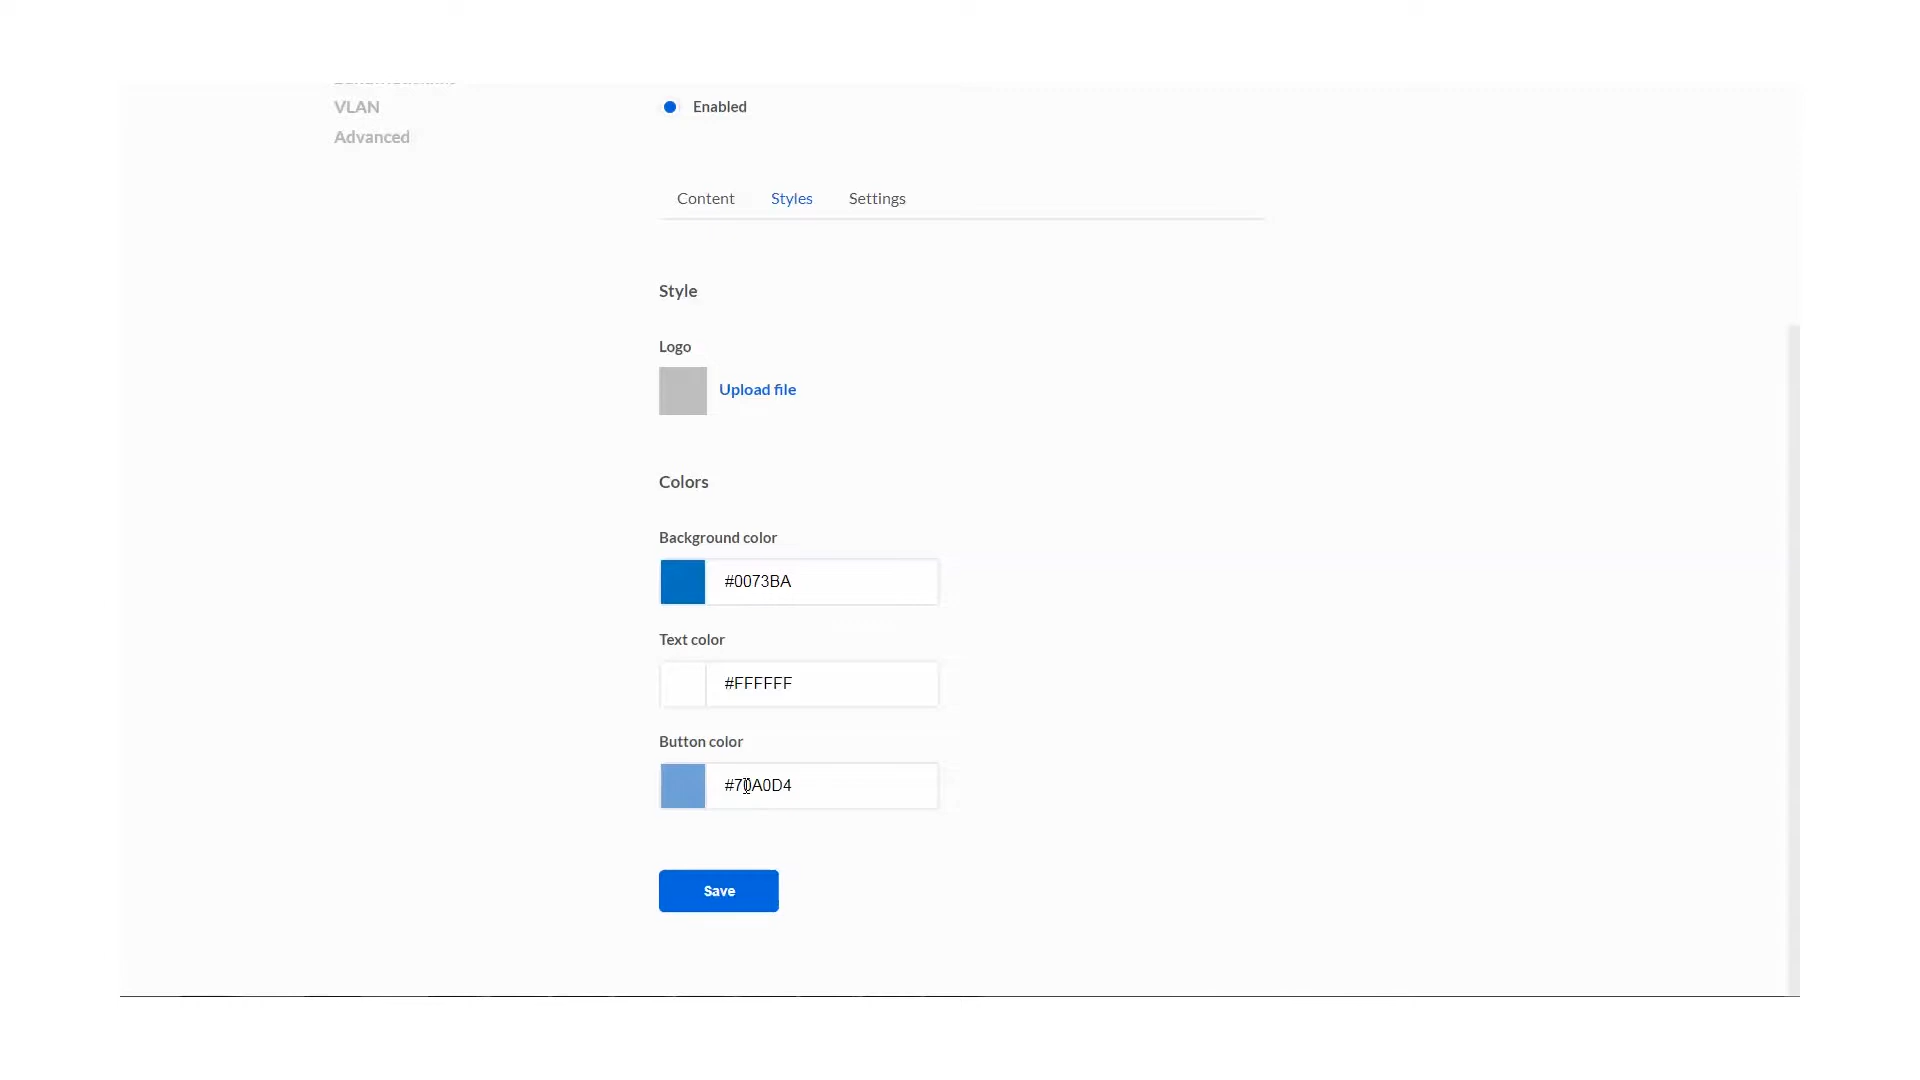 VLAN
Advanced
Enabled
Content Styles Settings
Style
Logo
Upload file
Colors
Background color
#0073BA
Text color
#FFFFFF
Button color
#70A0D4
Save